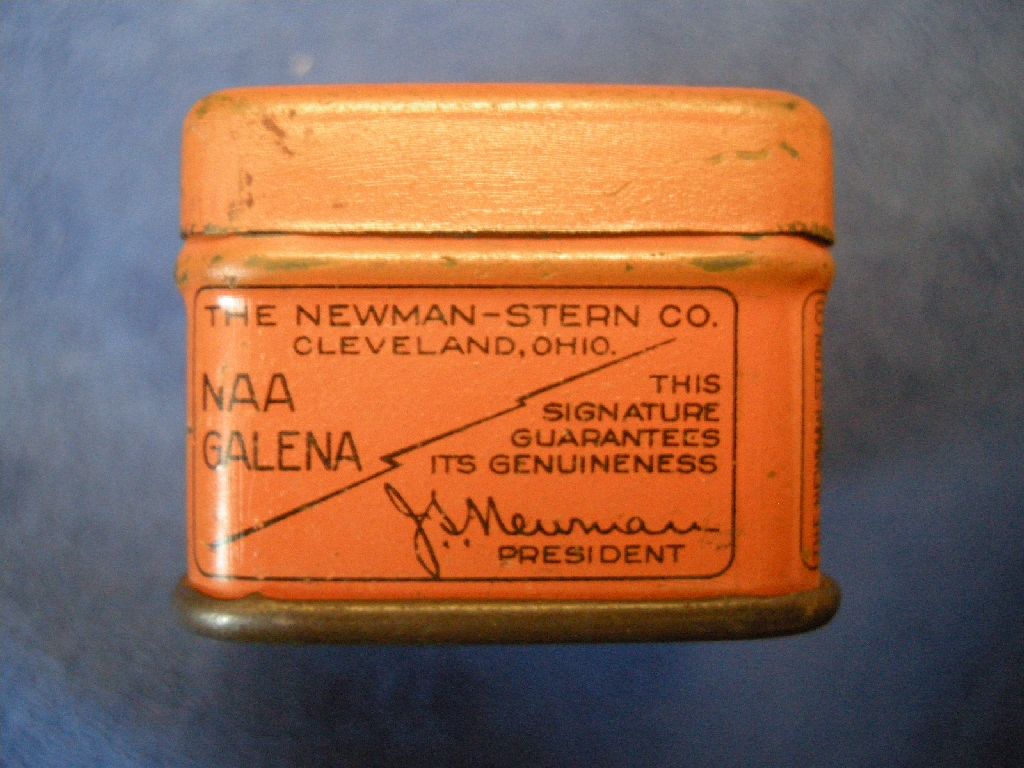 THE NEWMAN-STERN CO.
CLEVELAND, OHIO.
NAA
GALENA
THIS
SIGNATURE
GUARANTEES
ITS GENUINENESS
J.S. Newman
PRESIDENT